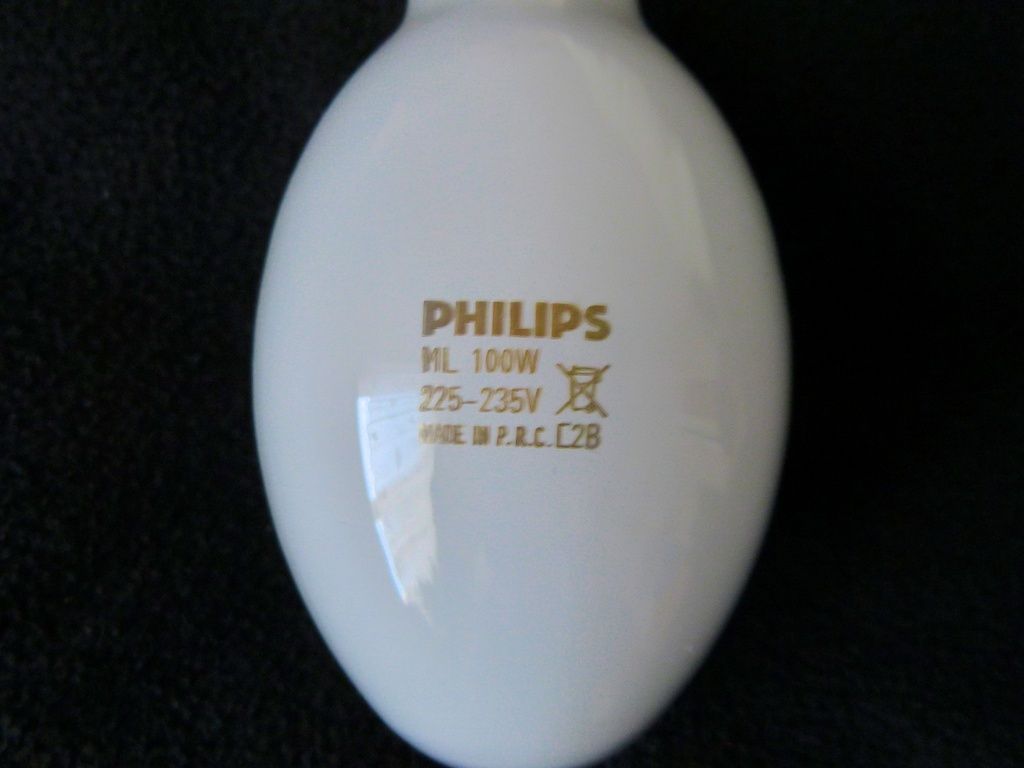 PHILIPS
ML 100W
225-235V
MADE IN P.R.C. C2B